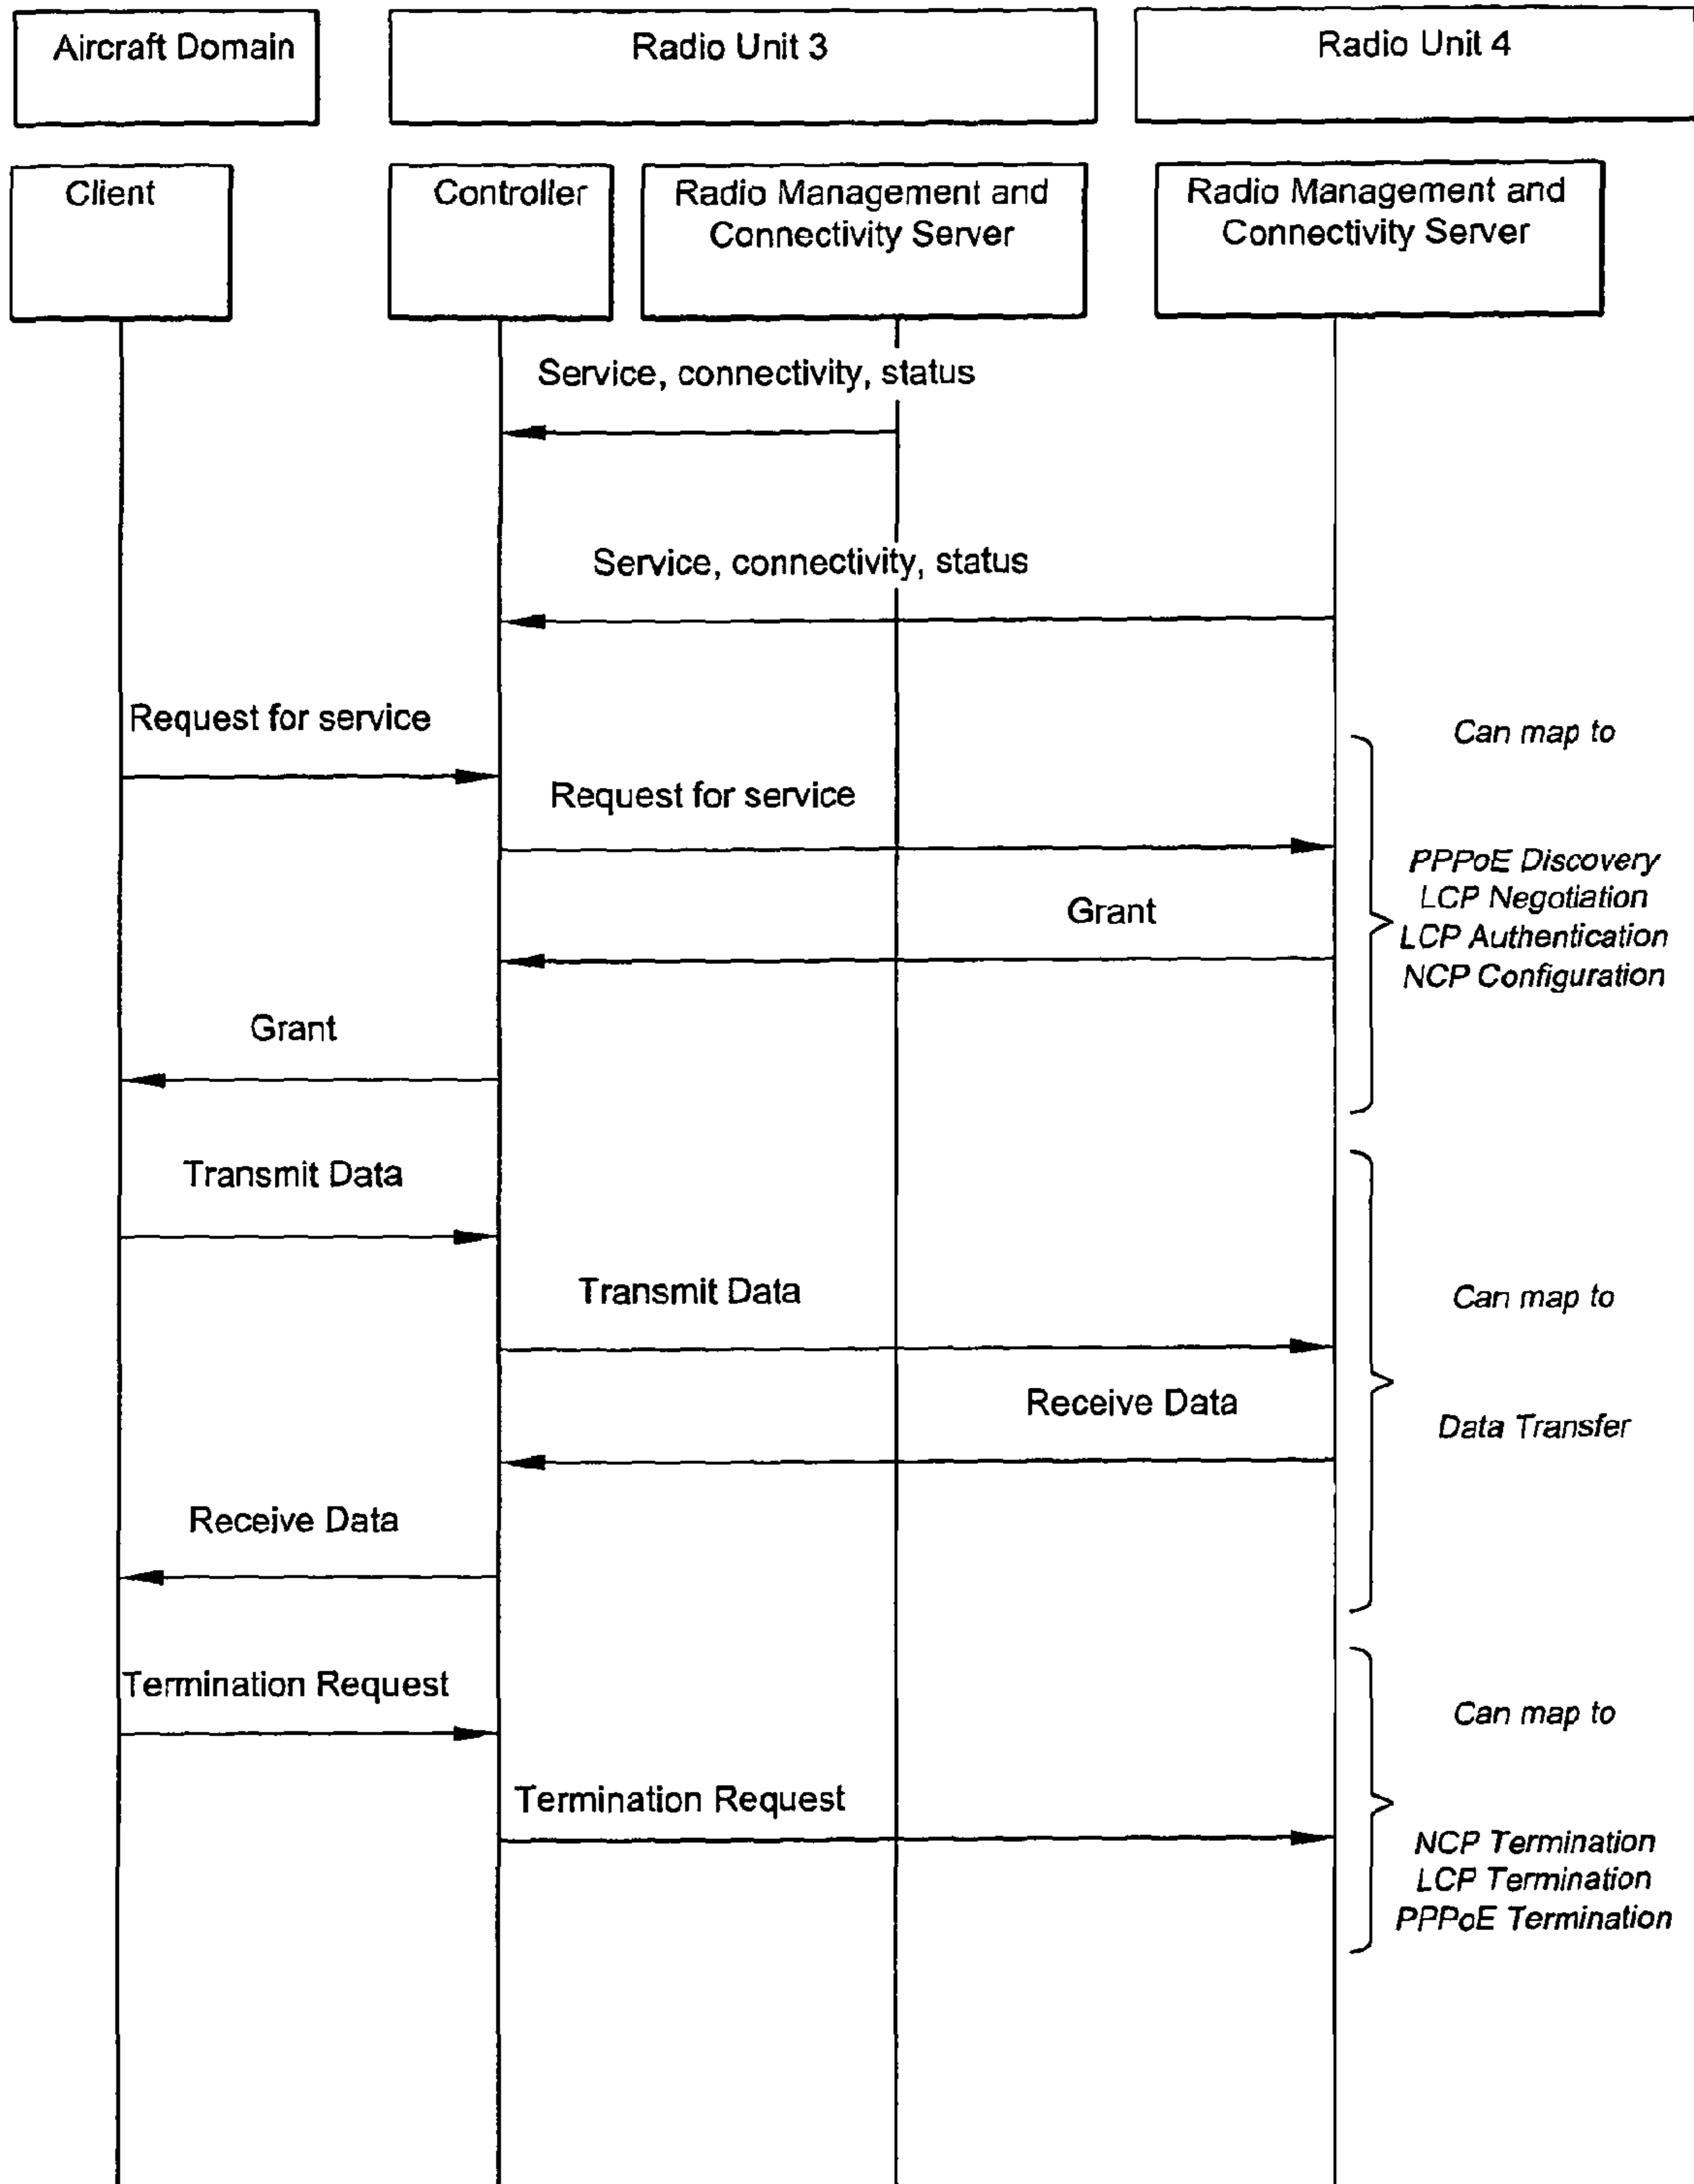 Aircraft Domain
Radio Unit 3
Radio Unit 4
Client
Controller
Radio Management and
Connectivity Server
Radio Management and
Connectivity Server
Service, connectivity, status
Service, connectivity, status
Request for service
Can map to
Request for service
PPPoE Discovery
LCP Negotiation
LCP Authentication
NCP Configuration
Grant
Grant
Transmit Data
Transmit Data
Can map to
Receive Data
Data Transfer
Receive Data
Termination Request
Can map to
Termination Request
NCP Termination
LCP Termination
PPPoE Termination